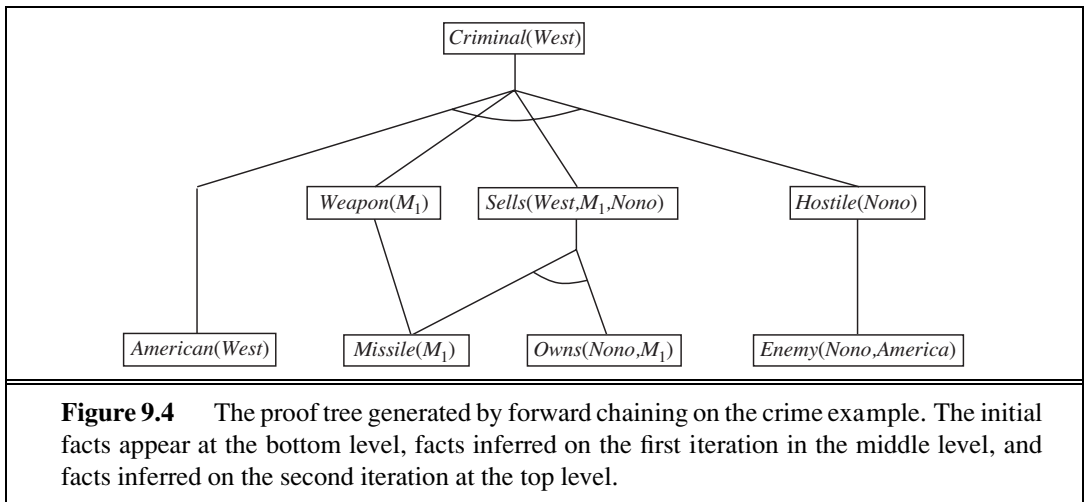 Criminal(West)
Weapon(M₁) Sells(West,M₁,Nono) Hostile(Nono)
American(West) Missile(M₁) Owns(Nono,M₁) Enemy(Nono,America)
Figure 9.4 The proof tree generated by forward chaining on the crime example. The initial
facts appear at the bottom level, facts inferred on the first iteration in the middle level, and
facts inferred on the second iteration at the top level.